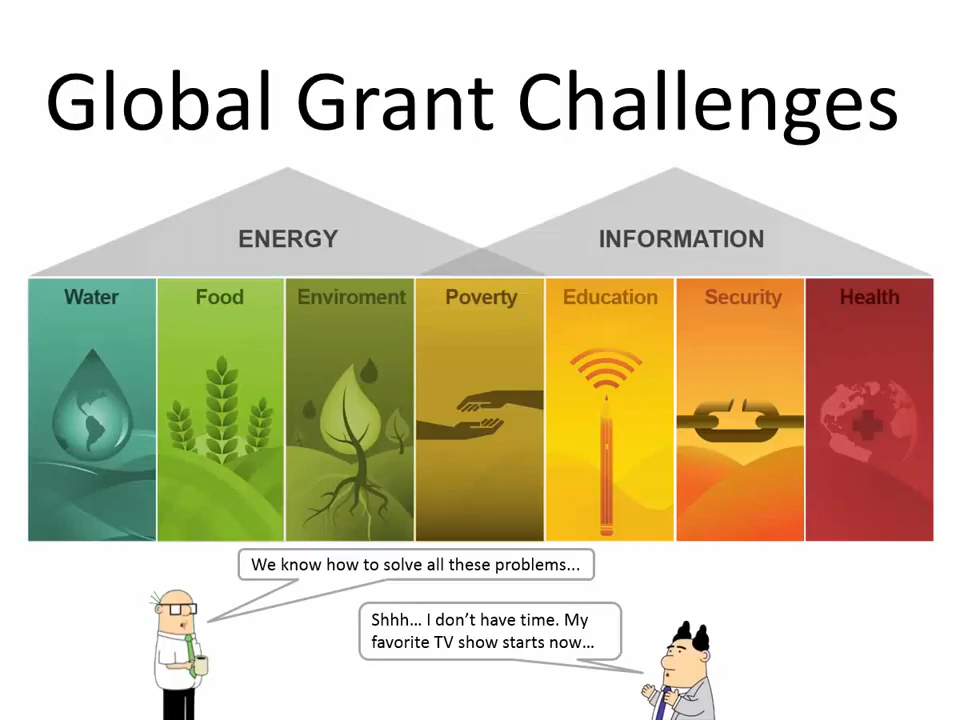 Global Grant Challenges
ENERGY
INFORMATION
Water
Food
Enviroment
Poverty
Education
Security
Health
We know how to solve all these problems...
Shhh... I don't have time. My
favorite TV show starts now...